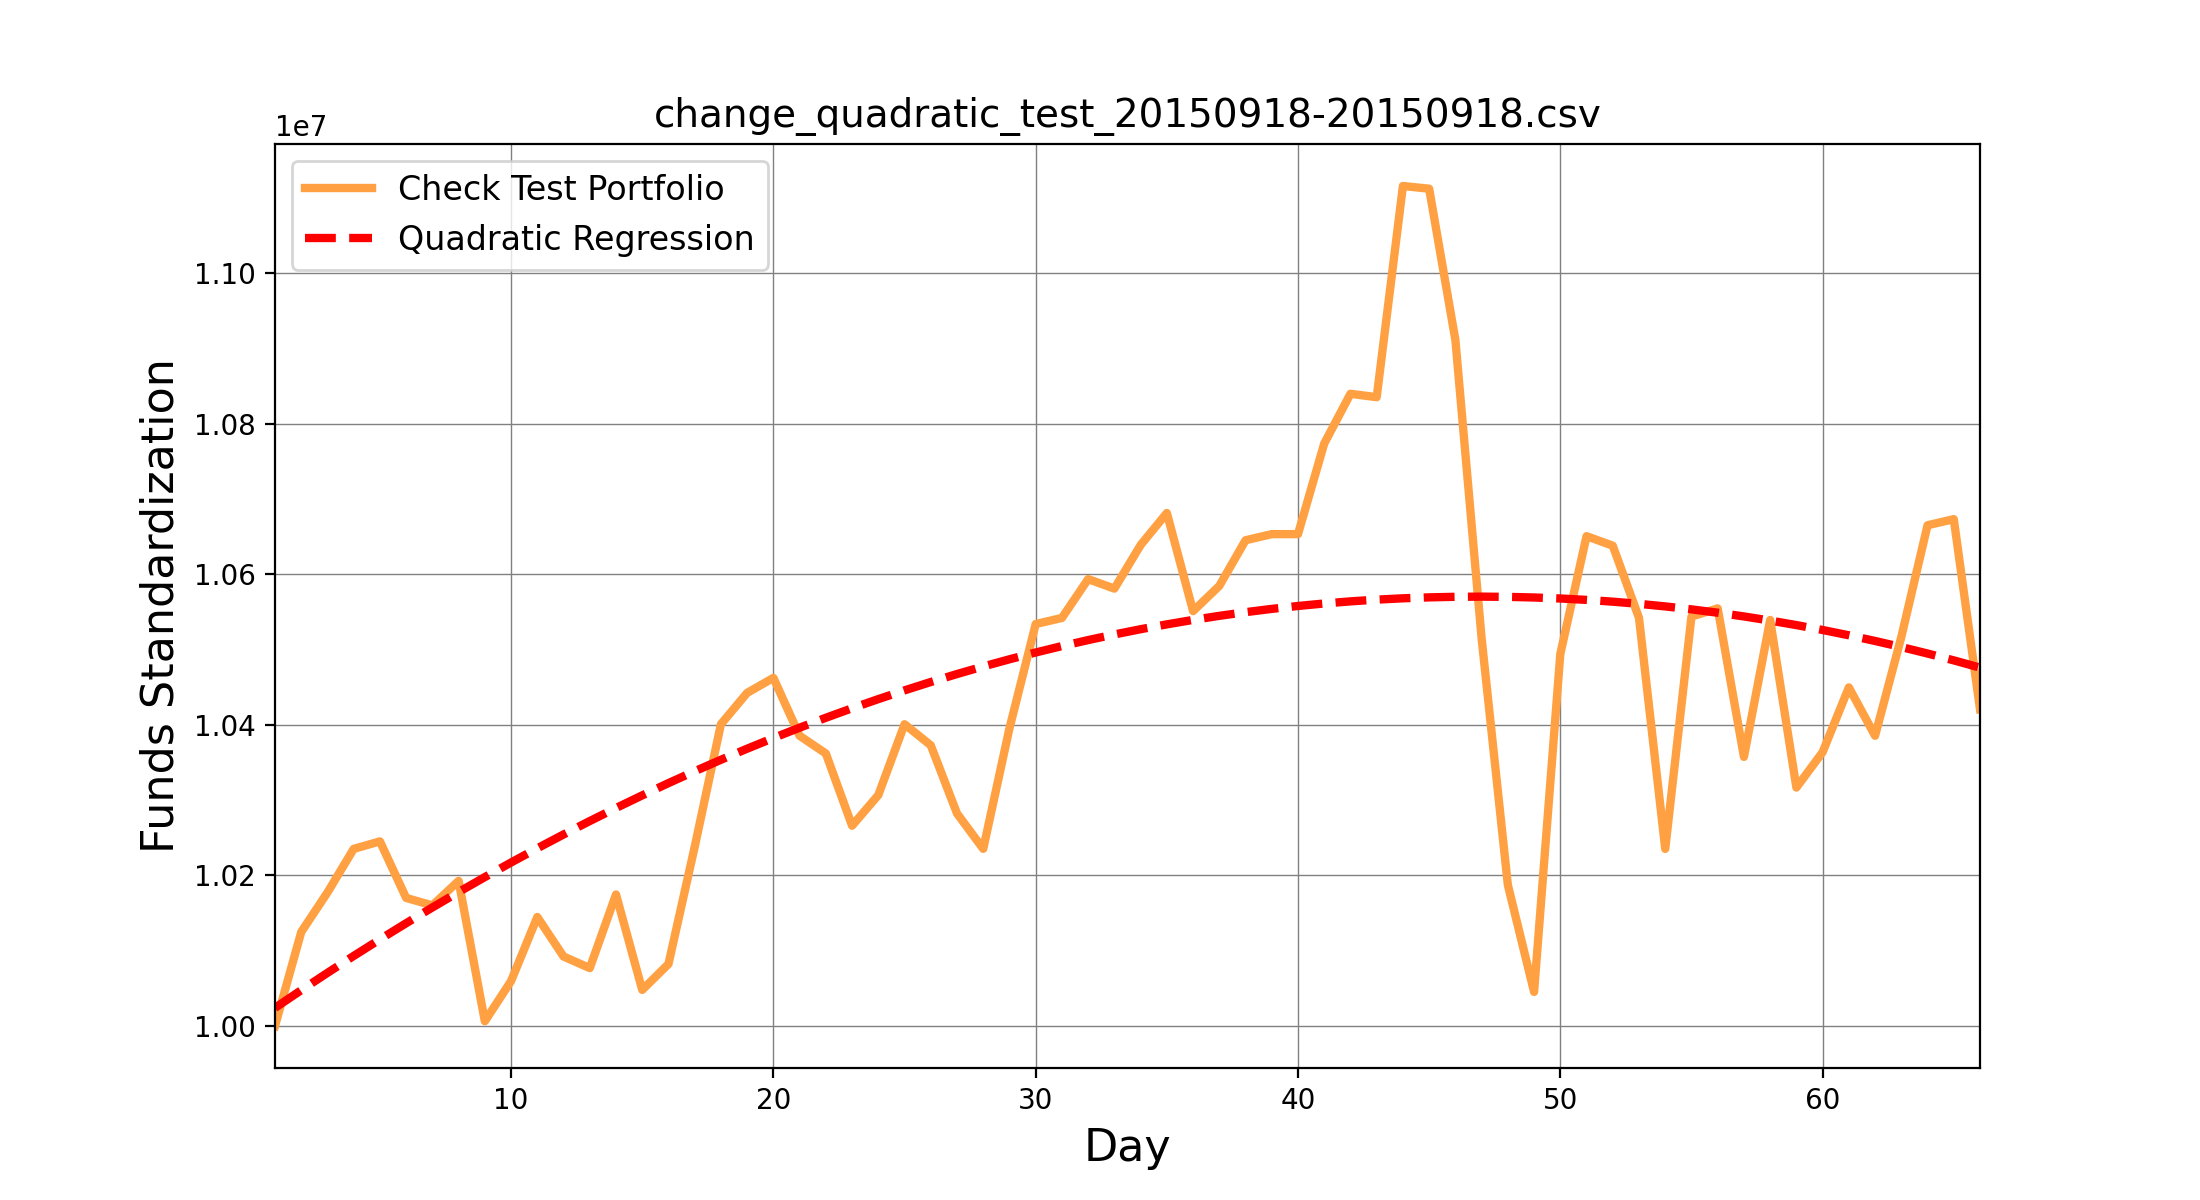 change_quadratic_test_20150918-20150918.csv
1e7
Check Test Portfolio
Quadratic Regression
Funds Standardization
1.10
1.08
1.06
1.04
1.02
1.00
10 20 30 40 50 60
Day